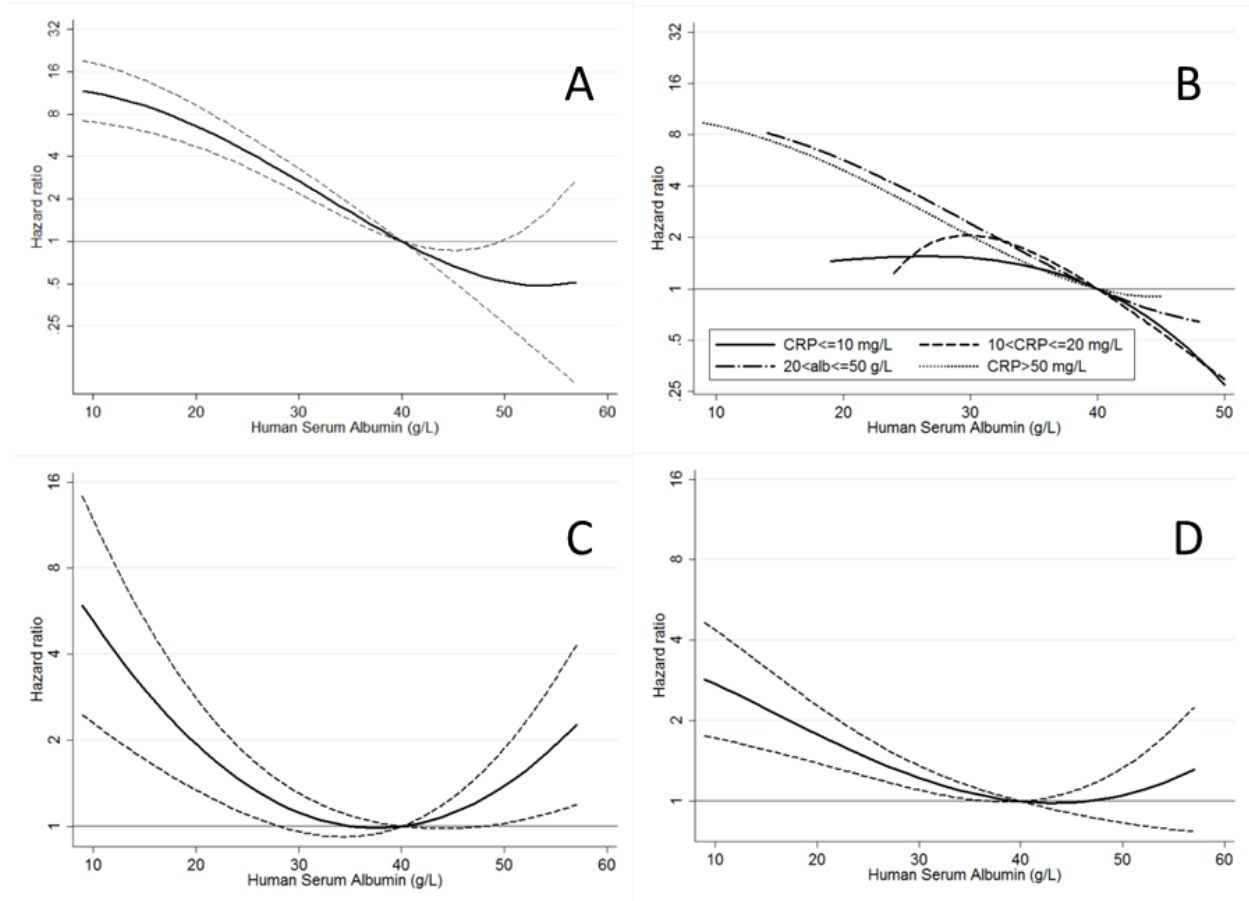 A
Hazard ratio
32
16
8
4
2
1
.5
.25
10 20 30 40 50 60
Human Serum Albumin (g/L)
B
Hazard ratio
32
16
8
4
2
1
.5
.25
CRP<=10 mg/L 10<CRP<=20 mg/L
20<alb<=50 g/L CRP>50 mg/L
10 20 30 40 50
Human Serum Albumin (g/L)
C
Hazard ratio
16
8
4
2
1
10 20 30 40 50 60
Human Serum Albumin (g/L)
D
Hazard ratio
16
8
4
2
1
10 20 30 40 50 60
Human Serum Albumin (g/L)